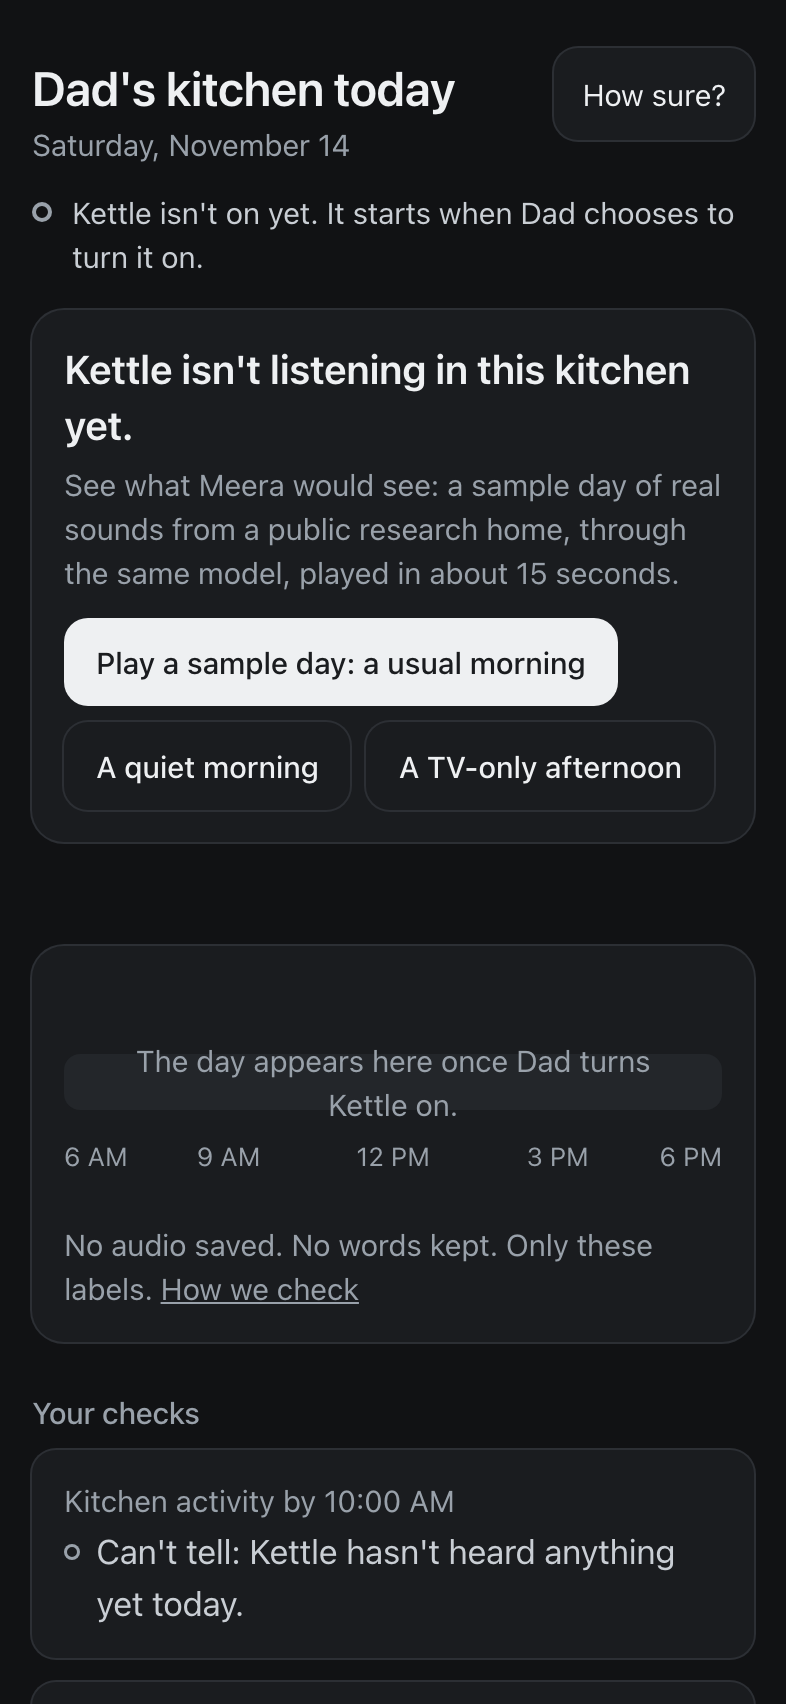 Dad's kitchen today
How sure?
Saturday, November 14
Kettle isn't on yet. It starts when Dad chooses to
turn it on.
Kettle isn't listening in this kitchen
yet.
See what Meera would see: a sample day of real
sounds from a public research home, through
the same model, played in about 15 seconds.
Play a sample day: a usual morning
A quiet morning
A TV-only afternoon
The day appears here once Dad turns
Kettle on.
6 AM 9 AM 12 PM 3 PM 6 PM
No audio saved. No words kept. Only these
labels. How we check
Your checks
Kitchen activity by 10:00 AM
Can't tell: Kettle hasn't heard anything
yet today.